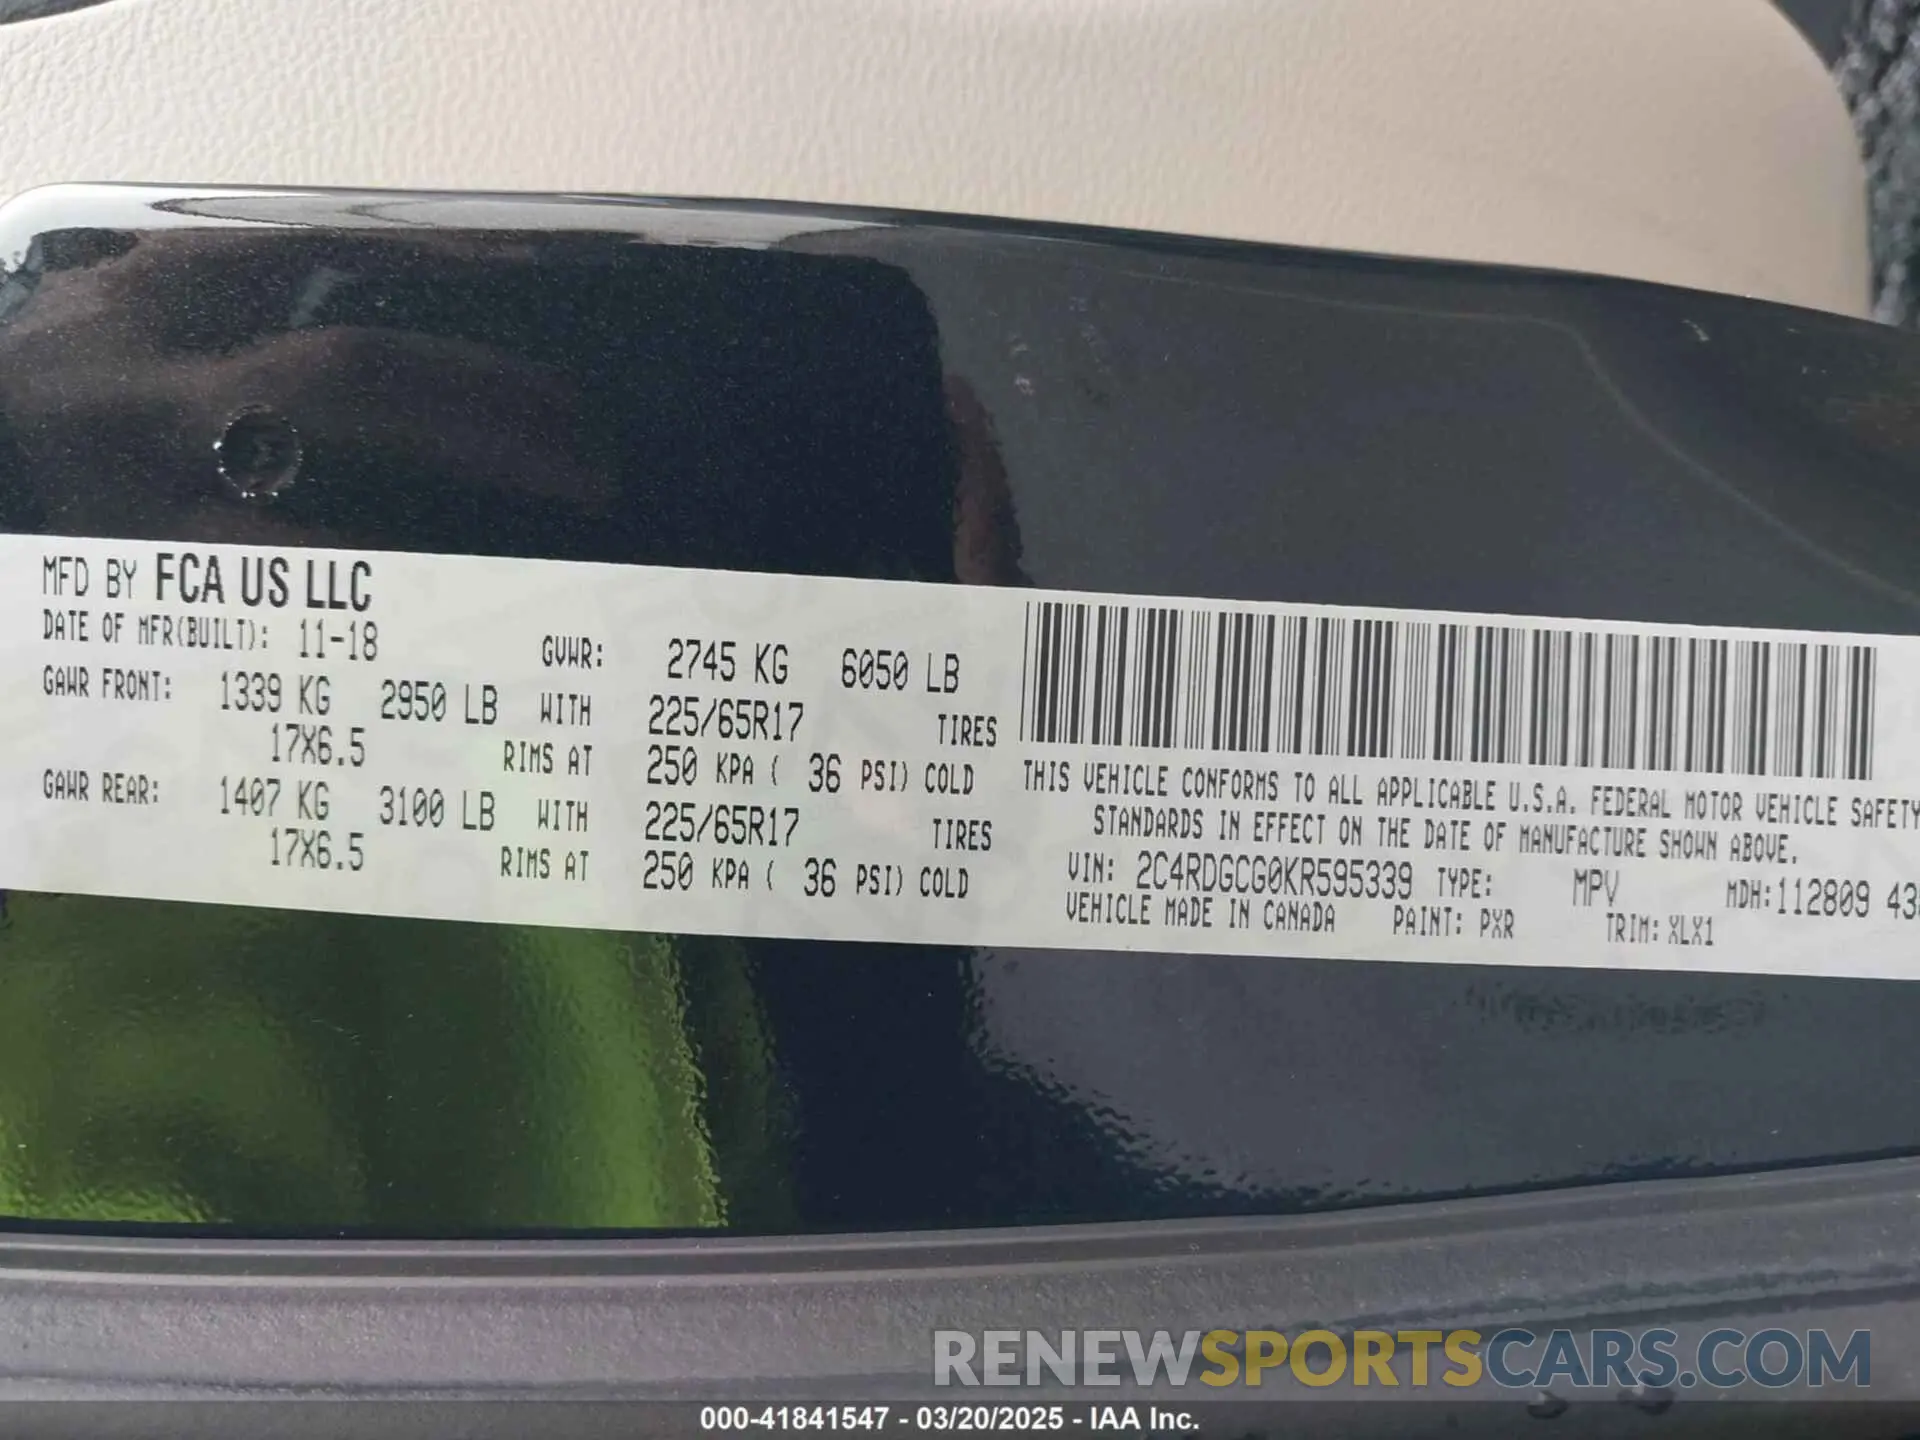 MFD BY FCA US LLC
DATE OF MFR(BUILT): 11-18
GVWR: 2745 KG 6050 LB
GAWR FRONT: 1339 KG 2950 LB WITH 225/65R17 TIRES
17X6.5 RIMS AT 250 KPA ( 36 PSI) COLD
GAWR REAR: 1407 KG 3100 LB WITH 225/65R17 TIRES
17X6.5 RIMS AT 250 KPA ( 36 PSI) COLD
THIS VEHICLE CONFORMS TO ALL APPLICABLE U.S.A. FEDERAL MOTOR VEHICLE SAFETY
STANDARDS IN EFFECT ON THE DATE OF MANUFACTURE SHOWN ABOVE.
VIN: 2C4RDGCG0KR595339 TYPE: MPV MDH:112809 43
VEHICLE MADE IN CANADA PAINT: PXR TRIM: XLX1
RENEWSPORTSCARS.COM
000-41841547 - 03/20/2025 - IAA Inc.